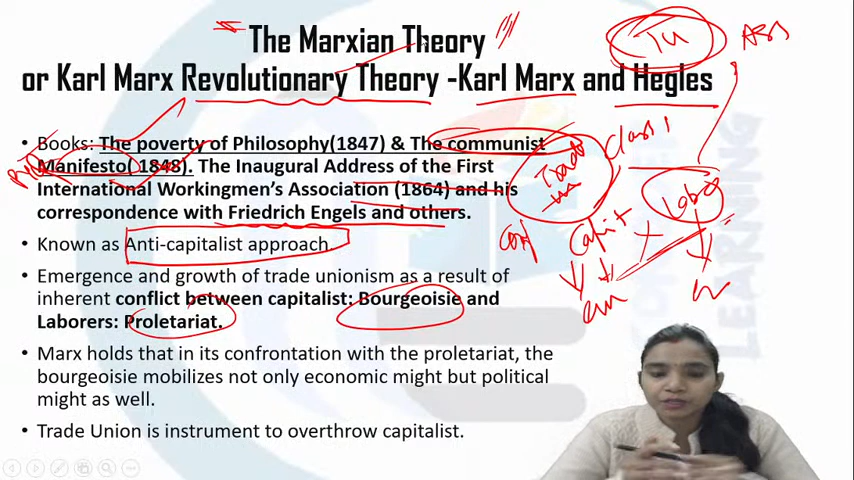 The Marxian Theory
or Karl Marx Revolutionary Theory -Karl Marx and Hegles
TU
• Books: The poverty of Philosophy(1847) & The communist
Manifesto( 1848). The Inaugural Address of the First
International Workingmen's Association (1864) and his
correspondence with Friedrich Engels and others.
Class
Trade
un
Labor
Conf
Capit
• Known as Anti-capitalist approach
• Emergence and growth of trade unionism as a result of
inherent conflict between capitalist: Bourgeoisie and
Laborers: Proletariat.
• Marx holds that in its confrontation with the proletariat, the
bourgeoisie mobilizes not only economic might but political
might as well.
• Trade Union is instrument to overthrow capitalist.
LEARNING